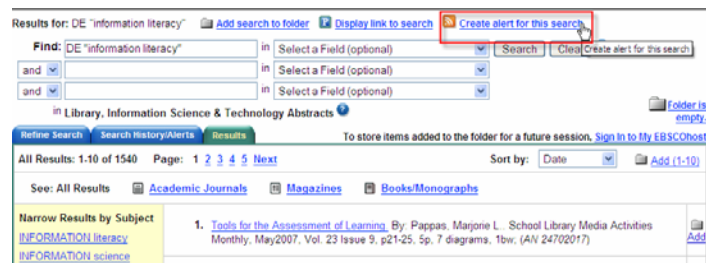 Results for: DE "information literacy" Add search to folder Display link to search Create alert for this search
Find: DE "information literacy" in Select a Field (optional) Search Clea Create alert for this search
and in Select a Field (optional)
and in Select a Field (optional)
in Library, Information Science & Technology Abstracts
Folder is
empty.
Refine Search Search History/Alerts Results To store items added to the folder for a future session, Sign In to My EBSCOhost
All Results: 1-10 of 1540 Page: 1 2 3 4 5 Next Sort by: Date Add (1-10)
See: All Results Academic Journals Magazines Books/Monographs
Narrow Results by Subject
INFORMATION literacy
INFORMATION science
1. Tools for the Assessment of Learning. By: Pappas, Marjorie L.. School Library Media Activities
Monthly, May2007, Vol. 23 Issue 9, p21-25, 5p, 7 diagrams, 1bw; (AN 24702017)
Add